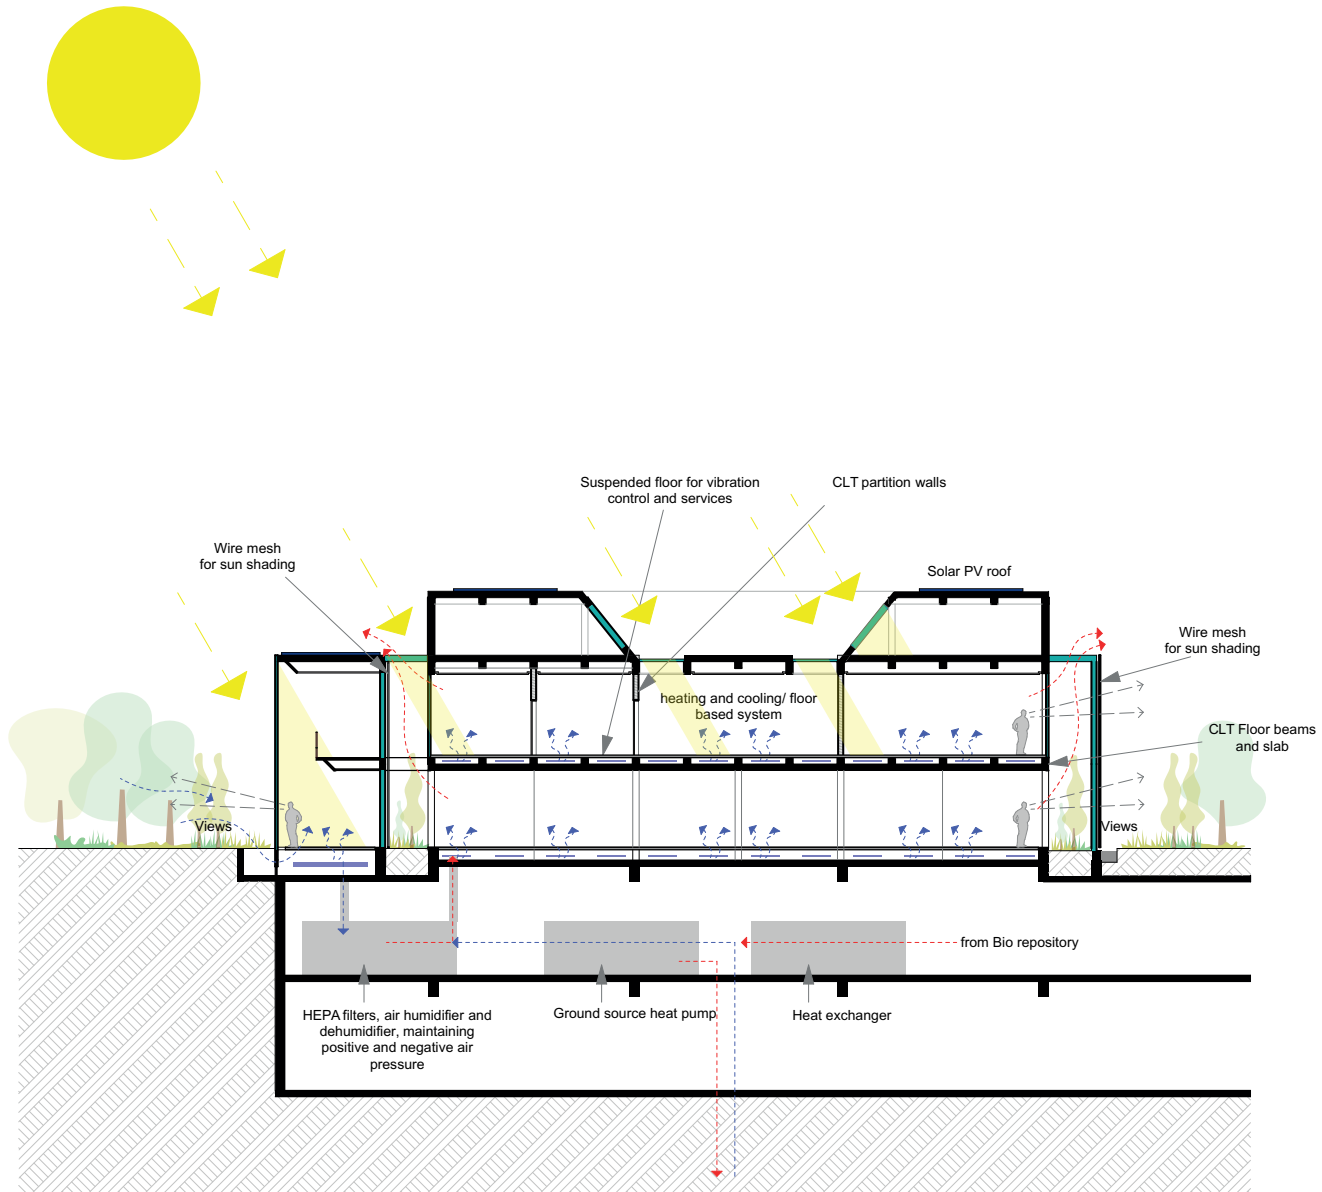 Suspended floor for vibration
control and services
CLT partition walls
Wire mesh
for sun shading
Solar PV roof
Wire mesh
for sun shading
heating and cooling/ floor
based system
CLT Floor beams
and slab
Views
Views
from Bio repository
HEPA filters, air humidifier and
dehumidifier, maintaining
positive and negative air
pressure
Ground source heat pump
Heat exchanger